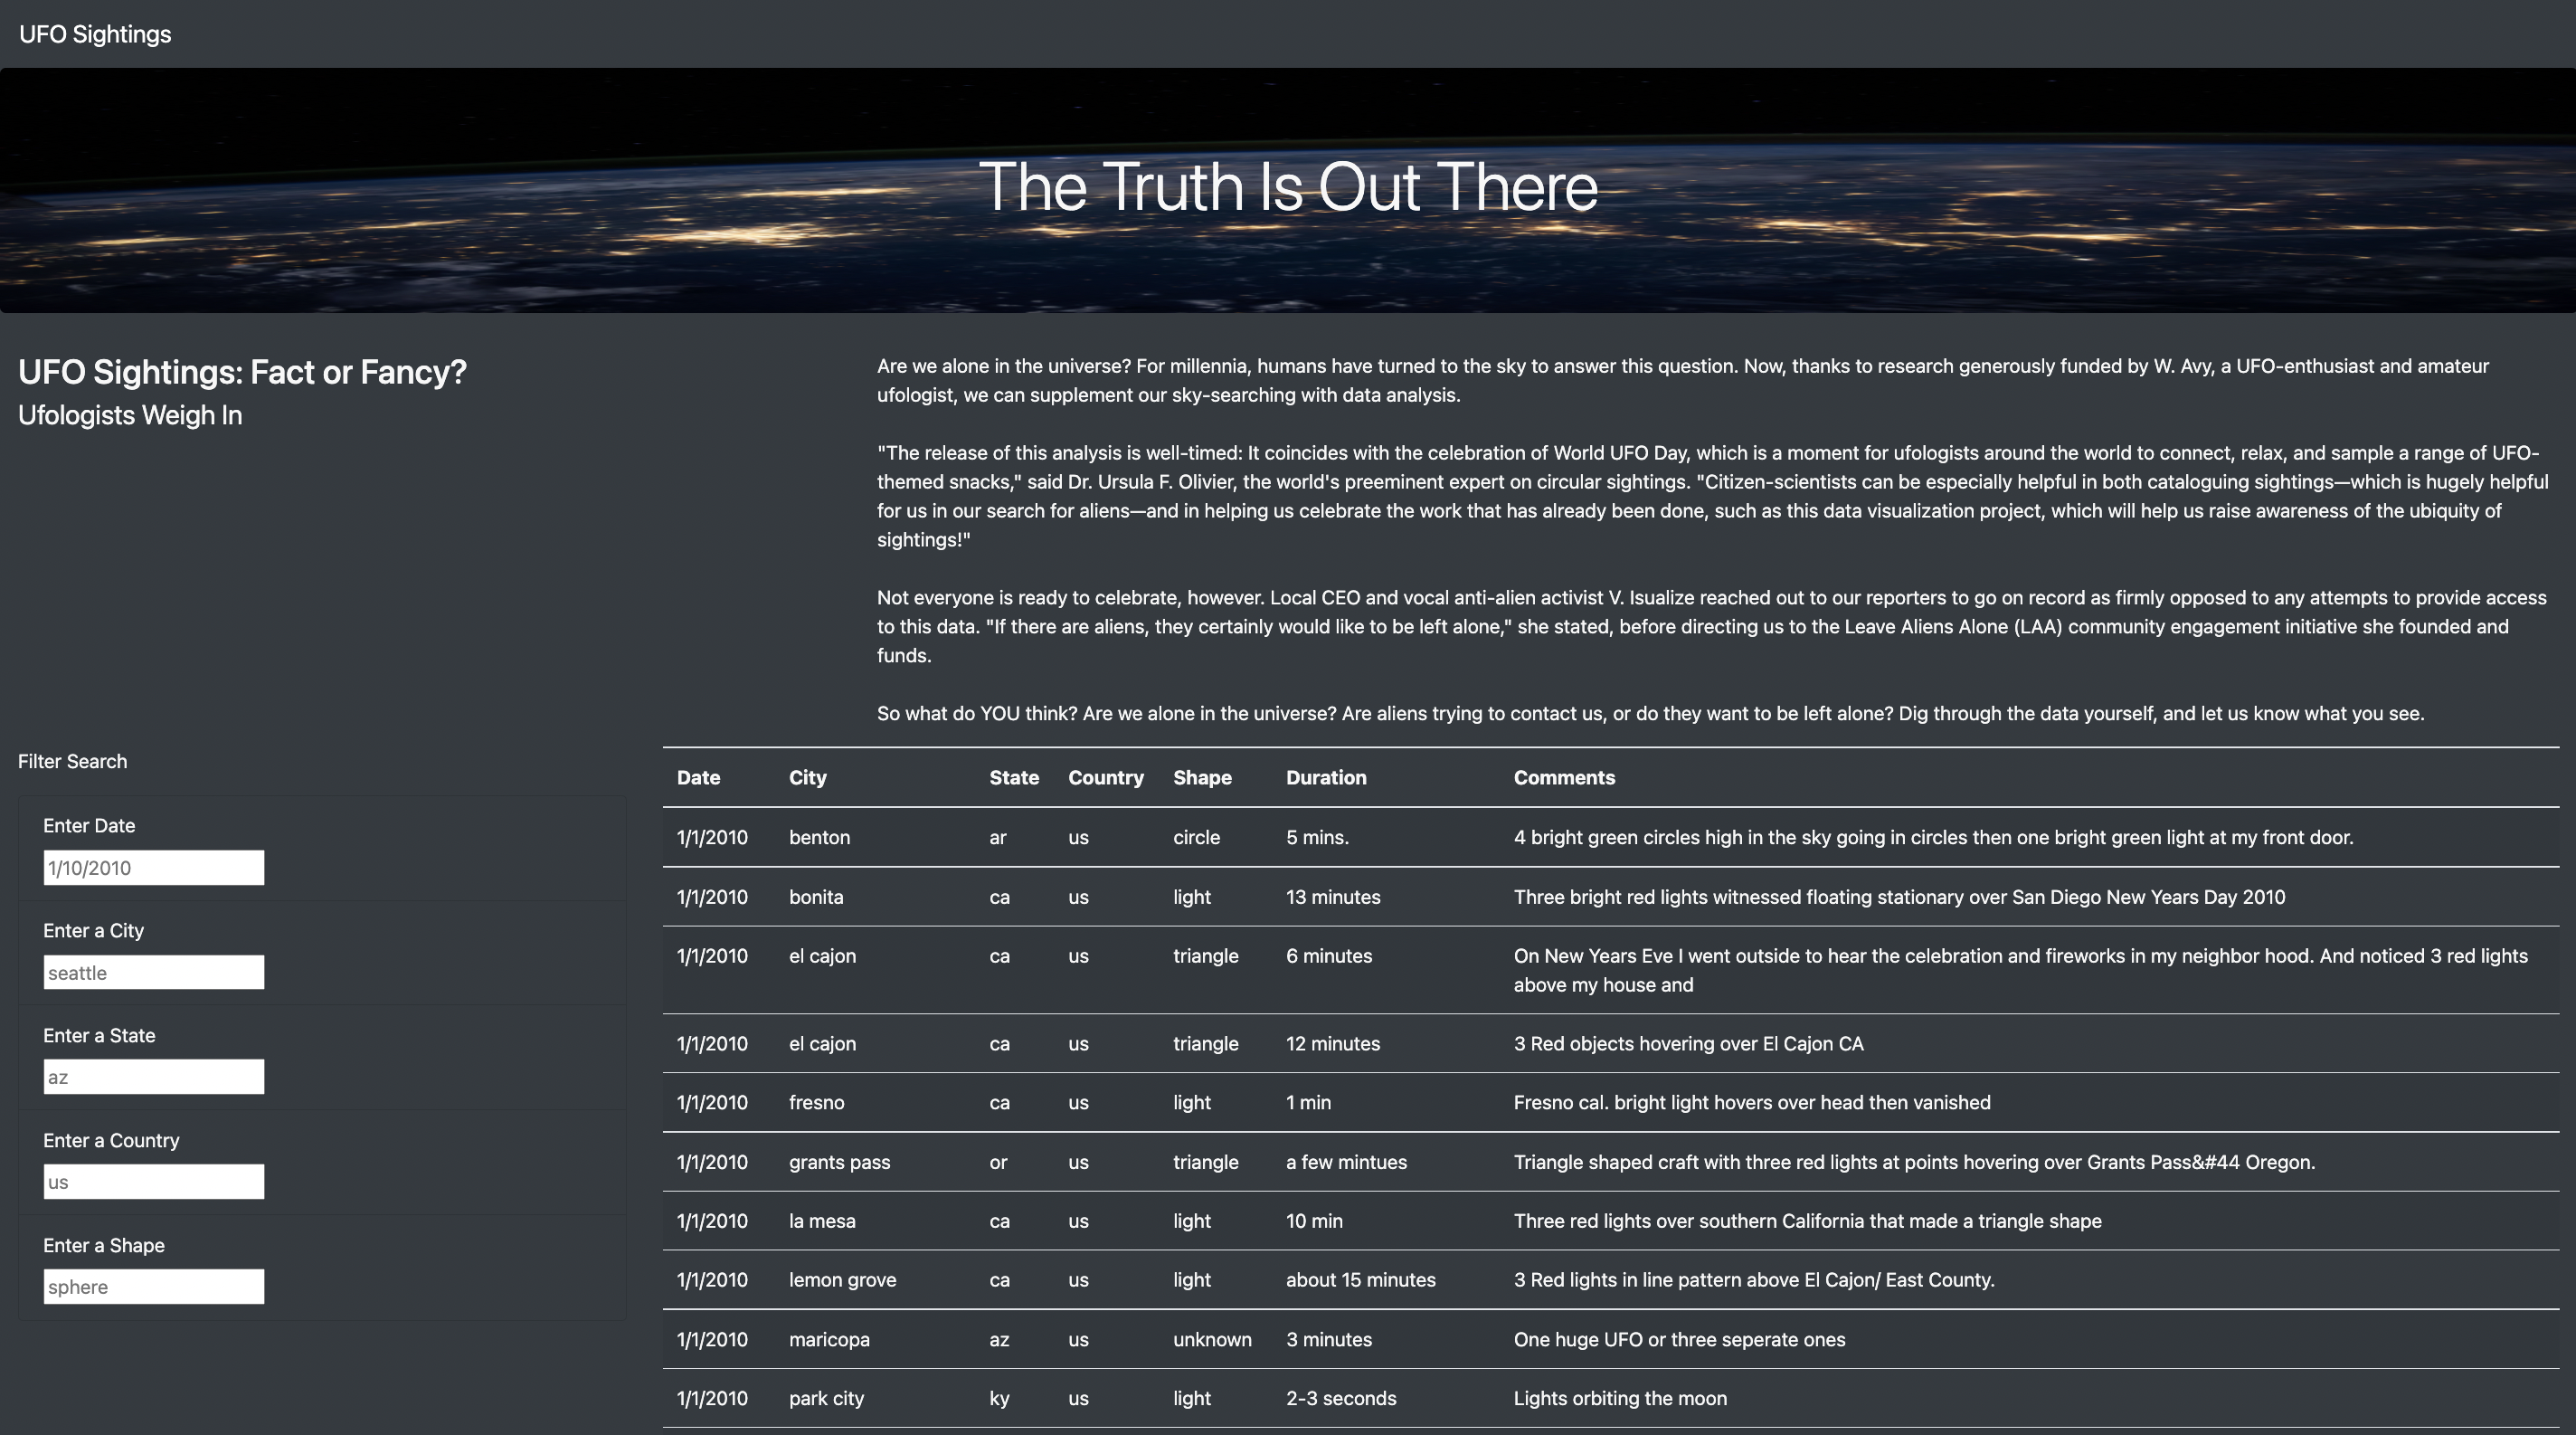 UFO Sightings
The Truth Is Out There
UFO Sightings: Fact or Fancy?
Ufologists Weigh In
Are we alone in the universe? For millennia, humans have turned to the sky to answer this question. Now, thanks to research generously funded by W. Avy, a UFO-enthusiast and amateur
ufologist, we can supplement our sky-searching with data analysis.
"The release of this analysis is well-timed: It coincides with the celebration of World UFO Day, which is a moment for ufologists around the world to connect, relax, and sample a range of UFO-
themed snacks," said Dr. Ursula F. Olivier, the world's preeminent expert on circular sightings. "Citizen-scientists can be especially helpful in both cataloguing sightings—which is hugely helpful
for us in our search for aliens—and in helping us celebrate the work that has already been done, such as this data visualization project, which will help us raise awareness of the ubiquity of
sightings!"
Not everyone is ready to celebrate, however. Local CEO and vocal anti-alien activist V. Isualize reached out to our reporters to go on record as firmly opposed to any attempts to provide access
to this data. "If there are aliens, they certainly would like to be left alone," she stated, before directing us to the Leave Aliens Alone (LAA) community engagement initiative she founded and
funds.
So what do YOU think? Are we alone in the universe? Are aliens trying to contact us, or do they want to be left alone? Dig through the data yourself, and let us know what you see.
Filter Search
Enter Date
1/10/2010
Enter a City
seattle
Enter a State
az
Enter a Country
us
Enter a Shape
sphere
Date City State Country Shape Duration Comments
1/1/2010 benton ar us circle 5 mins. 4 bright green circles high in the sky going in circles then one bright green light at my front door.
1/1/2010 bonita ca us light 13 minutes Three bright red lights witnessed floating stationary over San Diego New Years Day 2010
1/1/2010 el cajon ca us triangle 6 minutes On New Years Eve I went outside to hear the celebration and fireworks in my neighbor hood. And noticed 3 red lights
above my house and
1/1/2010 el cajon ca us triangle 12 minutes 3 Red objects hovering over El Cajon CA
1/1/2010 fresno ca us light 1 min Fresno cal. bright light hovers over head then vanished
1/1/2010 grants pass or us triangle a few mintues Triangle shaped craft with three red lights at points hovering over Grants Pass&#44 Oregon.
1/1/2010 la mesa ca us light 10 min Three red lights over southern California that made a triangle shape
1/1/2010 lemon grove ca us light about 15 minutes 3 Red lights in line pattern above El Cajon/ East County.
1/1/2010 maricopa az us unknown 3 minutes One huge UFO or three seperate ones
1/1/2010 park city ky us light 2-3 seconds Lights orbiting the moon